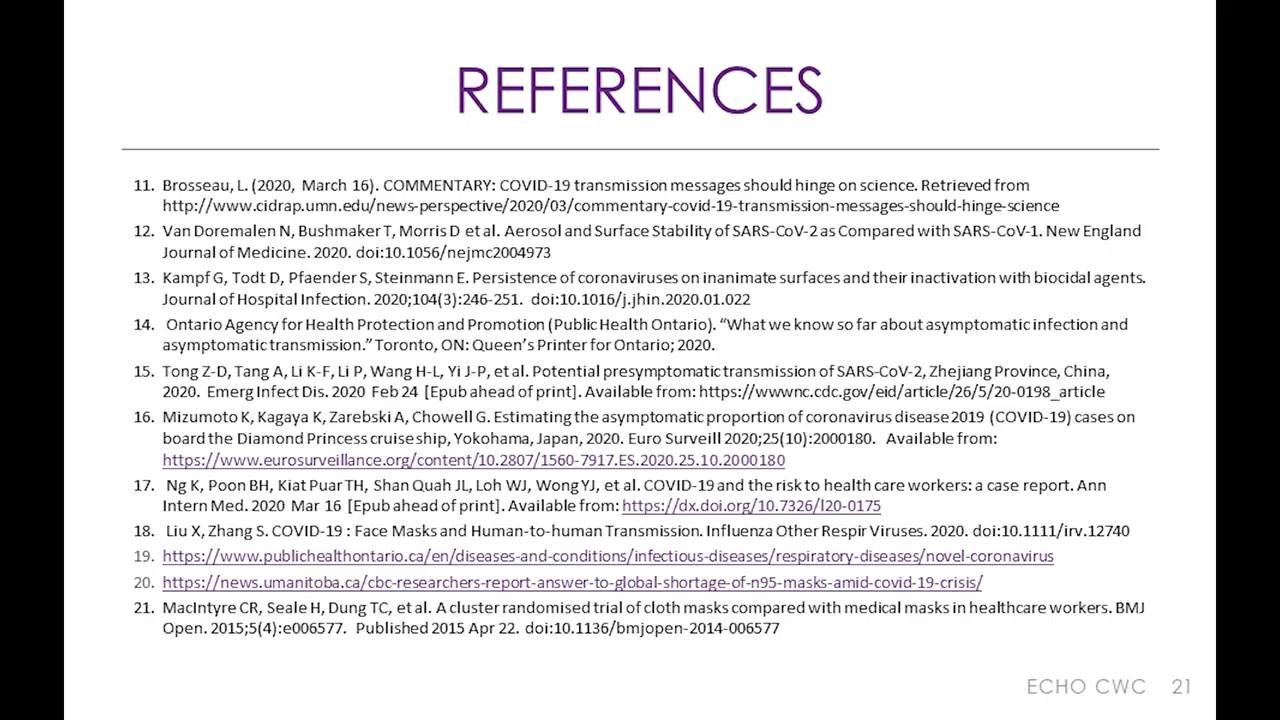 REFERENCES
11. Brosseau, L. (2020, March 16). COMMENTARY: COVID-19 transmission messages should hinge on science. Retrieved from
http://www.cidrap.umn.edu/news-perspective/2020/03/commentary-covid-19-transmission-messages-should-hinge-science
12. Van Doremalen N, Bushmaker T, Morris D et al. Aerosol and Surface Stability of SARS-CoV-2 as Compared with SARS-CoV-1. New England
Journal of Medicine. 2020. doi:10.1056/nejmc2004973
13. Kampf G, Todt D, Pfaender S, Steinmann E. Persistence of coronaviruses on inanimate surfaces and their inactivation with biocidal agents.
Journal of Hospital Infection. 2020;104(3):246-251. doi:10.1016/j.jhin.2020.01.022
14. Ontario Agency for Health Protection and Promotion (Public Health Ontario). “What we know so far about asymptomatic infection and
asymptomatic transmission.” Toronto, ON: Queen’s Printer for Ontario; 2020.
15. Tong Z-D, Tang A, Li K-F, Li P, Wang H-L, Yi J-P, et al. Potential presymptomatic transmission of SARS-CoV-2, Zhejiang Province, China,
2020. Emerg Infect Dis. 2020 Feb 24 [Epub ahead of print]. Available from: https://wwwnc.cdc.gov/eid/article/26/5/20-0198_article
16. Mizumoto K, Kagaya K, Zarebski A, Chowell G. Estimating the asymptomatic proportion of coronavirus disease 2019 (COVID-19) cases on
board the Diamond Princess cruise ship, Yokohama, Japan, 2020. Euro Surveill 2020;25(10):2000180. Available from:
https://www.eurosurveillance.org/content/10.2807/1560-7917.ES.2020.25.10.2000180
17. Ng K, Poon BH, Kiat Puar TH, Shan Quah JL, Loh WJ, Wong YJ, et al. COVID-19 and the risk to health care workers: a case report. Ann
Intern Med. 2020 Mar 16 [Epub ahead of print]. Available from: https://dx.doi.org/10.7326/l20-0175
18. Liu X, Zhang S. COVID-19 : Face Masks and Human-to-human Transmission. Influenza Other Respir Viruses. 2020. doi:10.1111/irv.12740
19. https://www.publichealthontario.ca/en/diseases-and-conditions/infectious-diseases/respiratory-diseases/novel-coronavirus
20. https://news.umanitoba.ca/cbc-researchers-report-answer-to-global-shortage-of-n95-masks-amid-covid-19-crisis/
21. MacIntyre CR, Seale H, Dung TC, et al. A cluster randomised trial of cloth masks compared with medical masks in healthcare workers. BMJ
Open. 2015;5(4):e006577. Published 2015 Apr 22. doi:10.1136/bmjopen-2014-006577
ECHO CWC 21